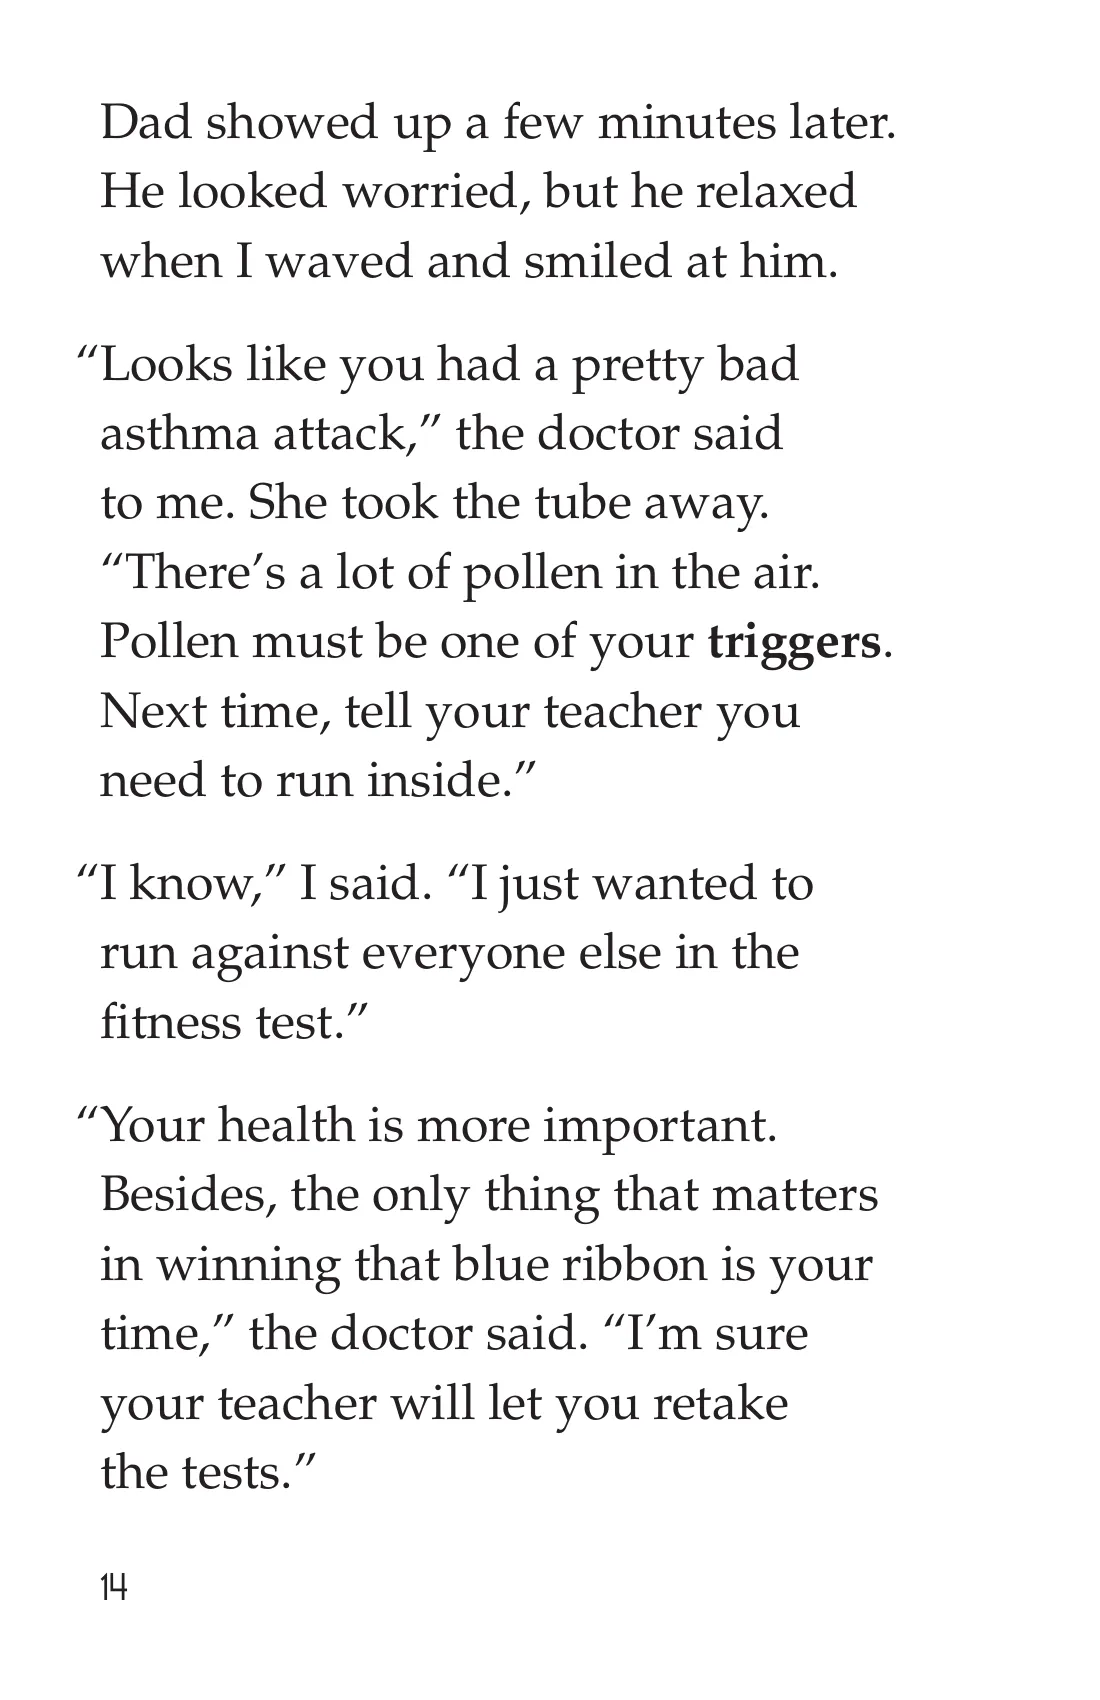 Dad showed up a few minutes later.
He looked worried, but he relaxed
when I waved and smiled at him.
“Looks like you had a pretty bad
asthma attack,” the doctor said
to me. She took the tube away.
“There’s a lot of pollen in the air.
Pollen must be one of your triggers.
Next time, tell your teacher you
need to run inside.”
“I know,” I said. “I just wanted to
run against everyone else in the
fitness test.”
“Your health is more important.
Besides, the only thing that matters
in winning that blue ribbon is your
time,” the doctor said. “I’m sure
your teacher will let you retake
the tests.”
14